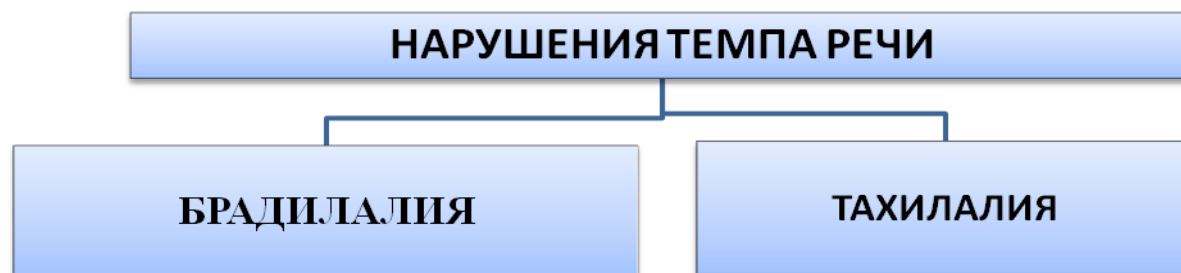 НАРУШЕНИЯ ТЕМПА РЕЧИ
БРАДИЛАЛИЯ
ТАХИЛАЛИЯ